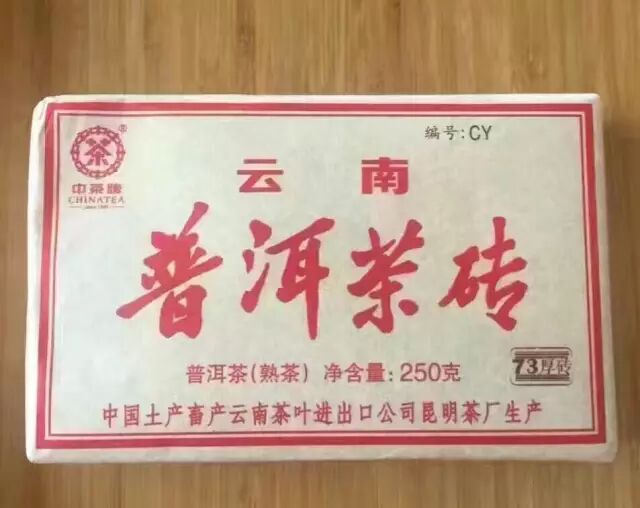 茶
®
中茶牌
CHINATEA
编号:CY
云南
普洱茶砖
73厚砖
普洱茶(熟茶) 净含量:250克
中国土产畜产云南茶叶进出口公司昆明茶厂生产